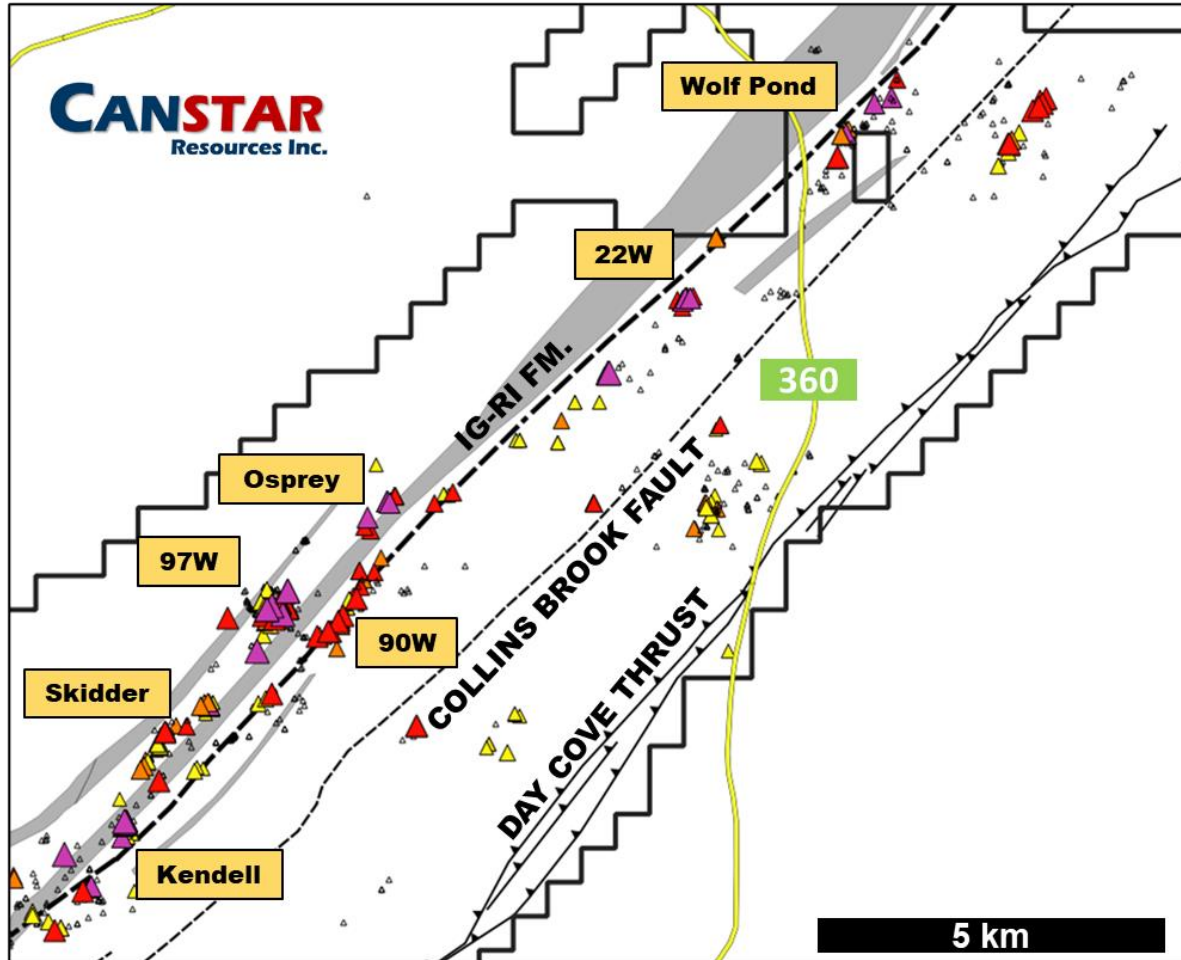 Wolf Pond
CANSTAR
Resources Inc.
22W
360
IG-RI FM.
Osprey
97W
90W
COLLINS BROOK FAULT
Skidder
DAY COVE THRUST
Kendell
5 km